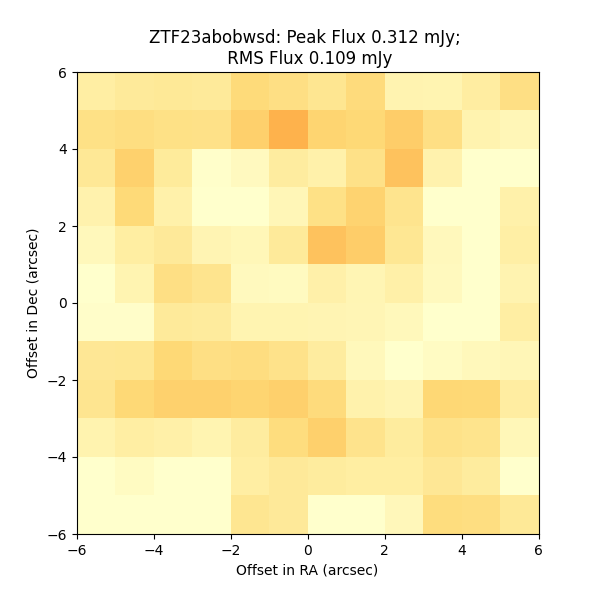 ZTF23abobwsd: Peak Flux 0.312 mJy;
RMS Flux 0.109 mJy
6
4
2
0
−2
−4
−6
Offset in Dec (arcsec)
−6 −4 −2 0 2 4 6
Offset in RA (arcsec)